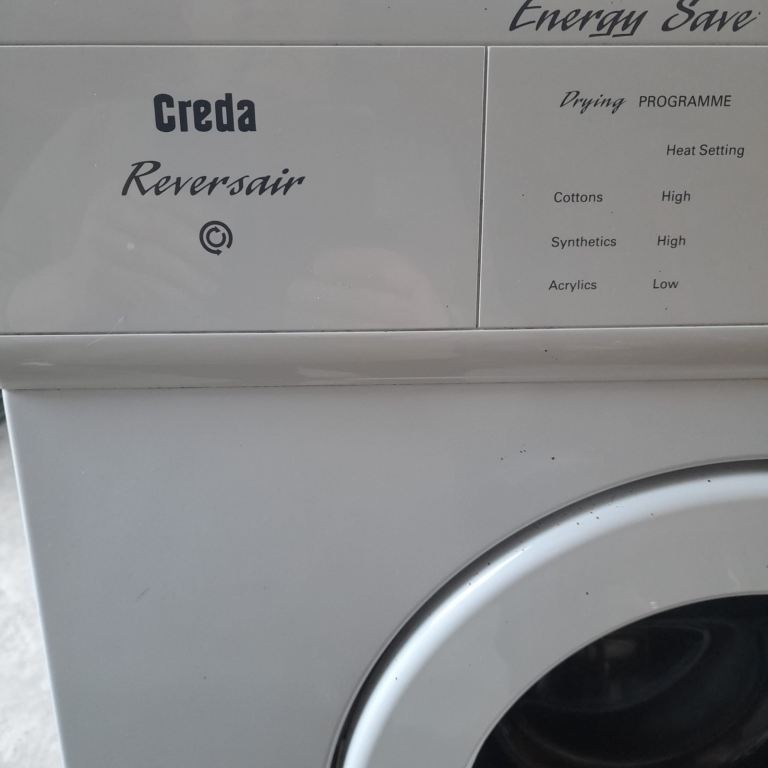 Energy Save
Creda
Reversair
Drying PROGRAMME
Heat Setting
Cottons High
Synthetics High
Acrylics Low